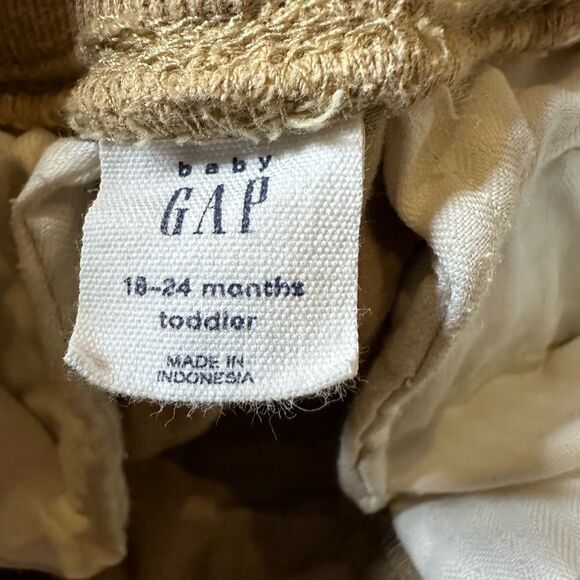 baby
GAP
18-24 months
toddler
MADE IN
INDONESIA